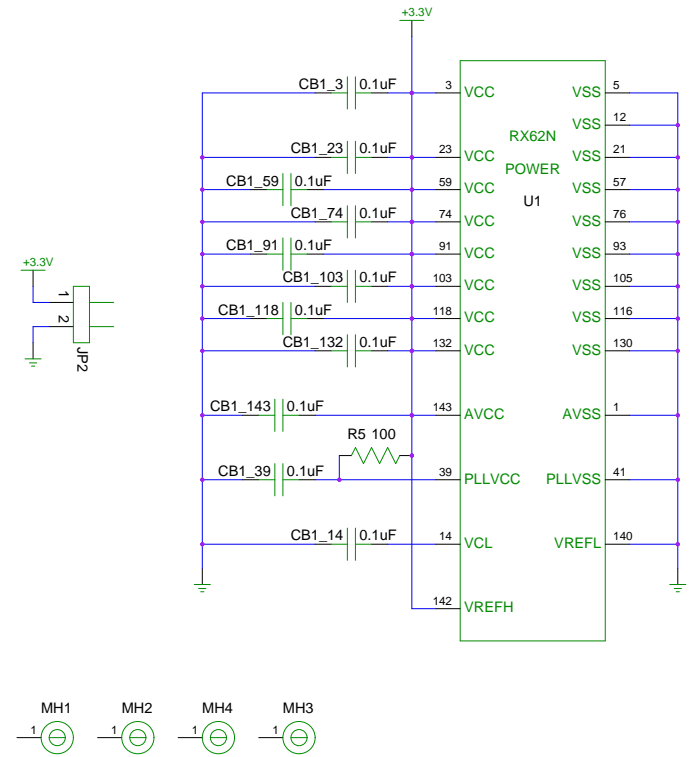 +3.3V
CB1_3 0.1uF 3 VCC VSS 5
VSS 12
RX62N
CB1_23 0.1uF 23 VCC VSS 21
POWER
CB1_59 0.1uF 59 VCC VSS 57
U1
CB1_74 0.1uF 74 VCC VSS 76
CB1_91 0.1uF 91 VCC VSS 93
+3.3V
CB1_103 0.1uF 103 VCC VSS 105
1
CB1_118 0.1uF 118 VCC VSS 116
2
CB1_132 0.1uF 132 VCC VSS 130
JP2
CB1_143 0.1uF 143 AVCC AVSS 1
R5 100
CB1_39 0.1uF 39 PLLVCC PLLVSS 41
CB1_14 0.1uF 14 VCL VREFL 140
142 VREFH
MH1 MH2 MH4 MH3
1 1 1 1